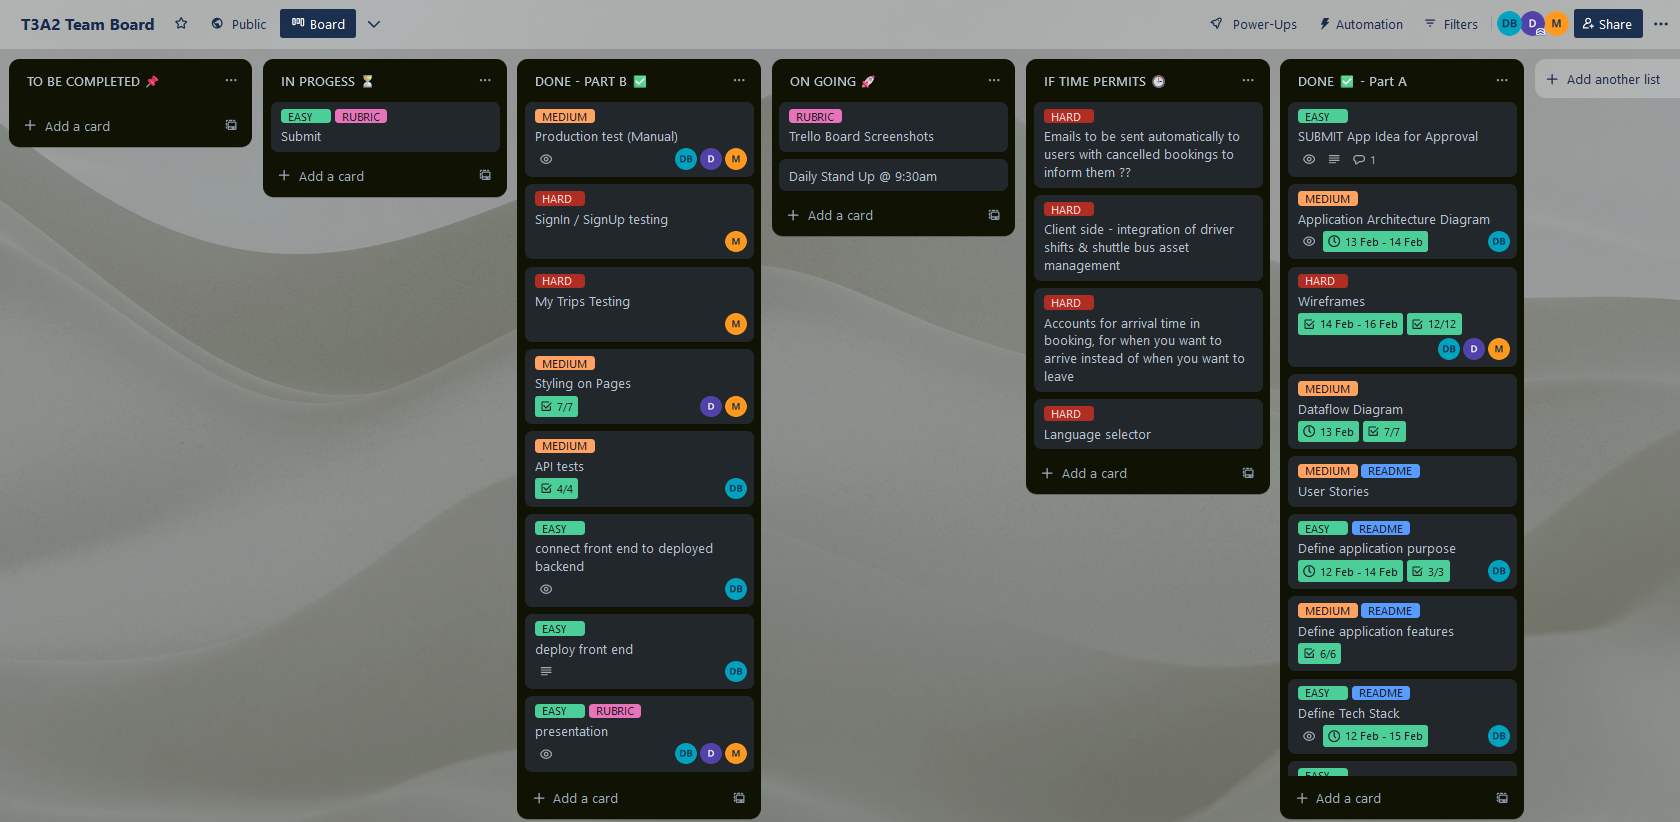 T3A2 Team Board
Public
Board
Power-Ups
Automation
Filters
DB
D
M
Share
TO BE COMPLETED
Add a card
IN PROGESS
EASY
RUBRIC
Submit
Add a card
DONE - PART B
MEDIUM
Production test (Manual)
DB
D
M
HARD
SignIn / SignUp testing
M
HARD
My Trips Testing
M
MEDIUM
Styling on Pages
7/7
D
M
MEDIUM
API tests
4/4
DB
EASY
connect front end to deployed
backend
DB
EASY
deploy front end
DB
EASY
RUBRIC
presentation
DB
D
M
Add a card
ON GOING
RUBRIC
Trello Board Screenshots
Daily Stand Up @ 9:30am
Add a card
IF TIME PERMITS
HARD
Emails to be sent automatically to
users with cancelled bookings to
inform them ??
HARD
Client side - integration of driver
shifts & shuttle bus asset
management
HARD
Accounts for arrival time in
booking, for when you want to
arrive instead of when you want to
leave
HARD
Language selector
Add a card
DONE ✅ - Part A
EASY
SUBMIT App Idea for Approval
1
MEDIUM
Application Architecture Diagram
13 Feb - 14 Feb
DB
HARD
Wireframes
14 Feb - 16 Feb
12/12
DB
D
M
MEDIUM
Dataflow Diagram
13 Feb
7/7
MEDIUM
README
User Stories
EASY
README
Define application purpose
12 Feb - 14 Feb
3/3
DB
MEDIUM
README
Define application features
6/6
EASY
README
Define Tech Stack
12 Feb - 15 Feb
DB
EASY
Add a card
Add another list